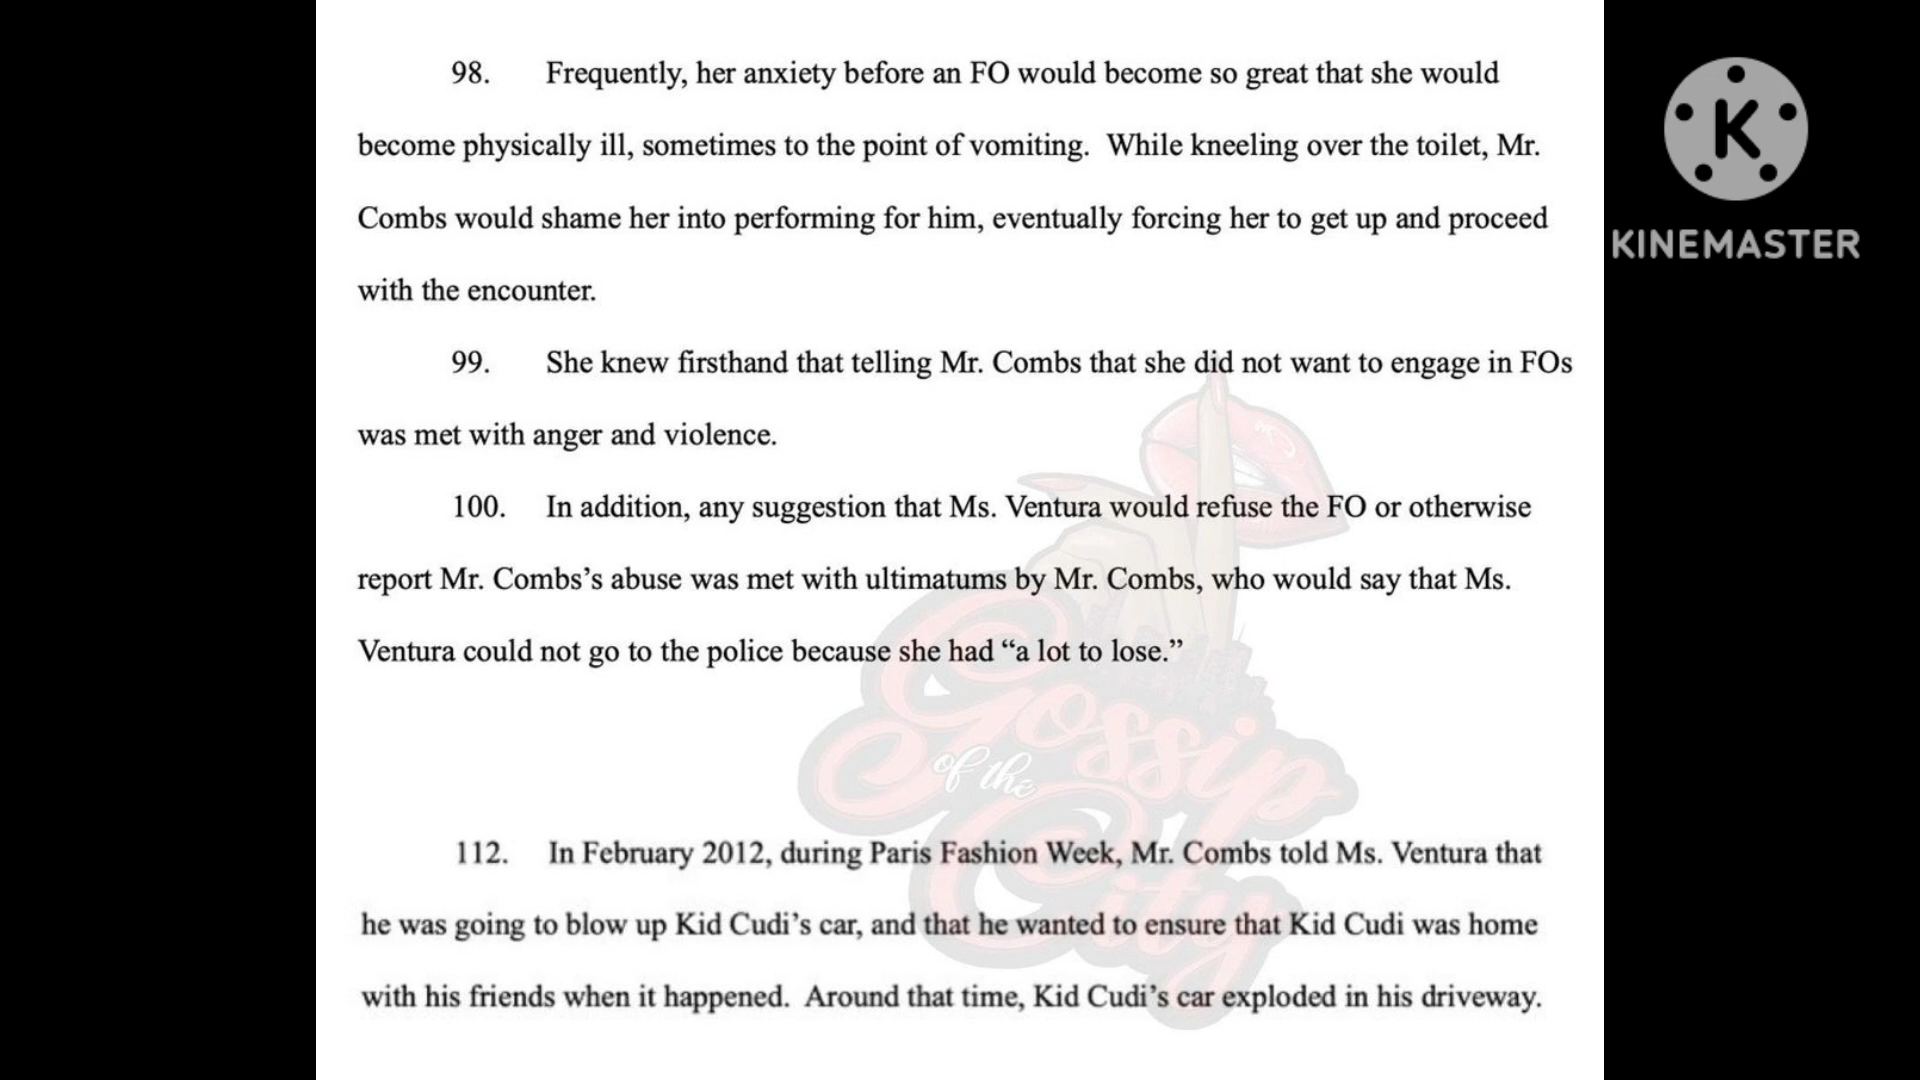 98. Frequently, her anxiety before an FO would become so great that she would
become physically ill, sometimes to the point of vomiting. While kneeling over the toilet, Mr.
Combs would shame her into performing for him, eventually forcing her to get up and proceed
with the encounter.
99. She knew firsthand that telling Mr. Combs that she did not want to engage in FOs
was met with anger and violence.
100. In addition, any suggestion that Ms. Ventura would refuse the FO or otherwise
report Mr. Combs’s abuse was met with ultimatums by Mr. Combs, who would say that Ms.
Ventura could not go to the police because she had “a lot to lose.”
Gossip
of the
City
112. In February 2012, during Paris Fashion Week, Mr. Combs told Ms. Ventura that
he was going to blow up Kid Cudi’s car, and that he wanted to ensure that Kid Cudi was home
with his friends when it happened. Around that time, Kid Cudi’s car exploded in his driveway.
K
KINEMASTER